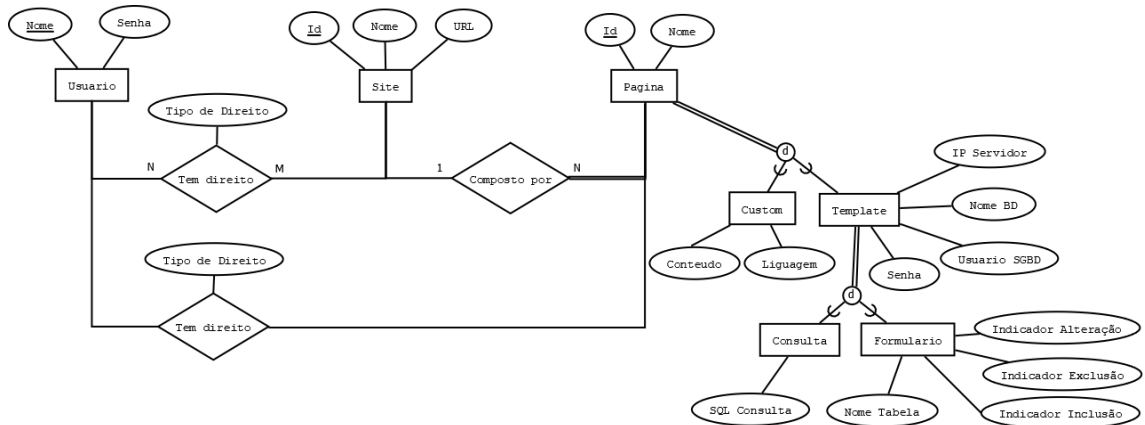 Nome
Senha
Id
Nome
URL
Id
Nome
Usuario
Site
Pagina
Tipo de Direito
N
Tem direito
M
1
Composto por
N
d
IP Servidor
Nome BD
Usuario SGBD
Senha
Custom
Template
Conteudo
Liguagem
Tipo de Direito
Tem direito
d
Consulta
Formulario
Indicador Alteração
Indicador Exclusão
Indicador Inclusão
SQL Consulta
Nome Tabela